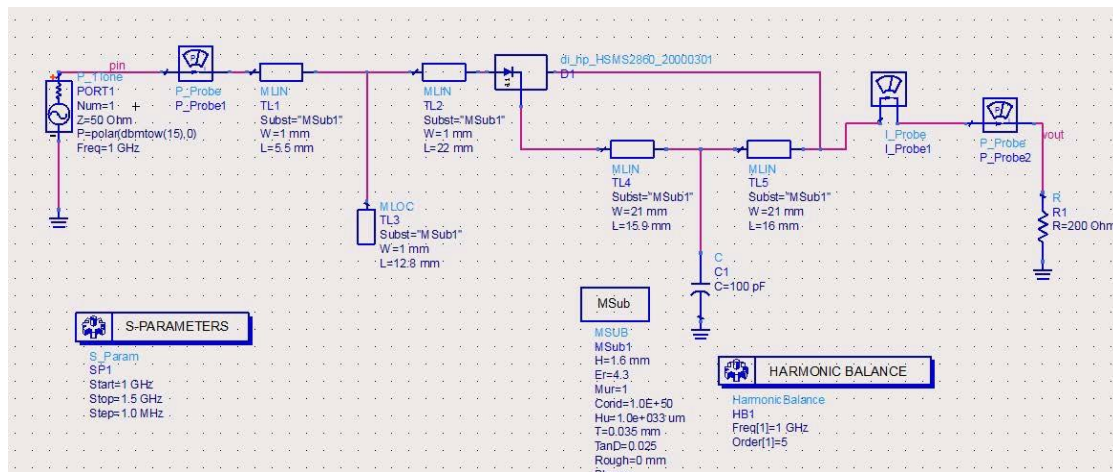 pin
P_1Tone
PORT1
Num=1
Z=50 Ohm
P=polar(dbmtow(15),0)
Freq=1 GHz
P_Probe
P_Probe1
MLIN
TL1
Subst="MSub1"
W=1 mm
L=5.5 mm
MLIN
TL2
Subst="MSub1"
W=1 mm
L=22 mm
di_hp_HSMS2860_20000301
D1
MLOC
TL3
Subst="MSub1"
W=1 mm
L=12.8 mm
MLIN
TL4
Subst="MSub1"
W=21 mm
L=15.9 mm
MLIN
TL5
Subst="MSub1"
W=21 mm
L=16 mm
I_Probe
I_Probe1
P_Probe
P_Probe2
vout
R
R1
R=200 Ohm
C
C1
C=100 pF
S-PARAMETERS
S_Param
SP1
Start=1 GHz
Stop=1.5 GHz
Step=1.0 MHz
MSub
MSUB
MSub1
H=1.6 mm
Er=4.3
Mur=1
Cond=1.0E+50
Hu=1.0e+033 um
T=0.035 mm
TanD=0.025
Rough=0 mm
HARMONIC BALANCE
HarmonicBalance
HB1
Freq[1]=1 GHz
Order[1]=5